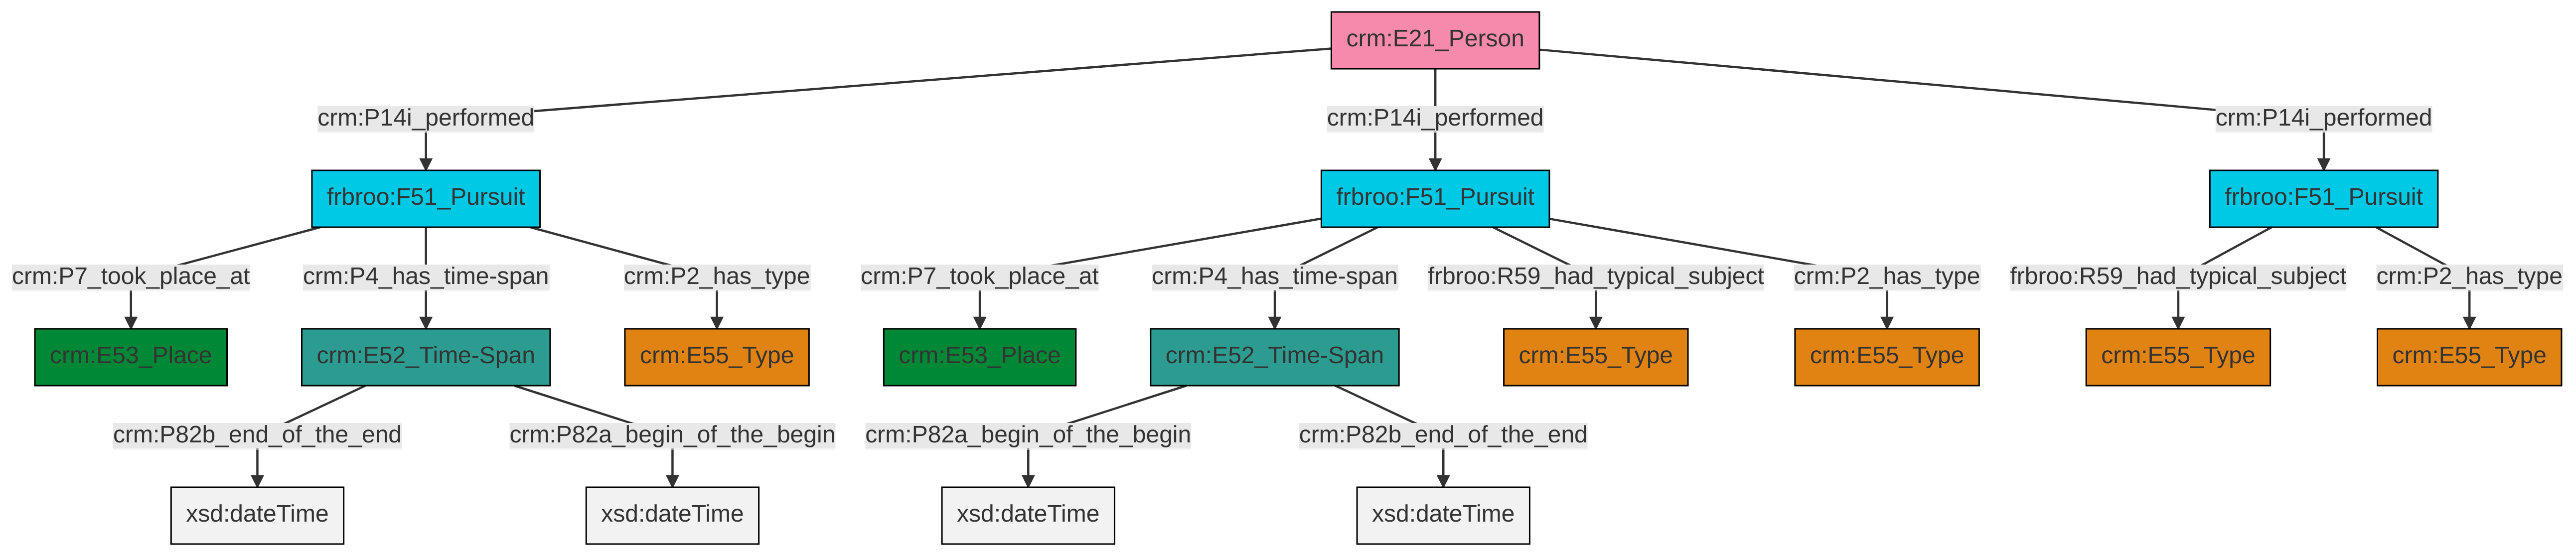 crm:E21_Person
crm:P14i_performed
crm:P14i_performed
crm:P14i_performed
frbroo:F51_Pursuit
frbroo:F51_Pursuit
frbroo:F51_Pursuit
crm:P7_took_place_at
crm:P4_has_time-span
crm:P2_has_type
crm:P7_took_place_at
crm:P4_has_time-span
frbroo:R59_had_typical_subject
crm:P2_has_type
frbroo:R59_had_typical_subject
crm:P2_has_type
crm:E53_Place
crm:E52_Time-Span
crm:E55_Type
crm:E53_Place
crm:E52_Time-Span
crm:E55_Type
crm:E55_Type
crm:E55_Type
crm:E55_Type
crm:P82b_end_of_the_end
crm:P82a_begin_of_the_begin
crm:P82a_begin_of_the_begin
crm:P82b_end_of_the_end
xsd:dateTime
xsd:dateTime
xsd:dateTime
xsd:dateTime